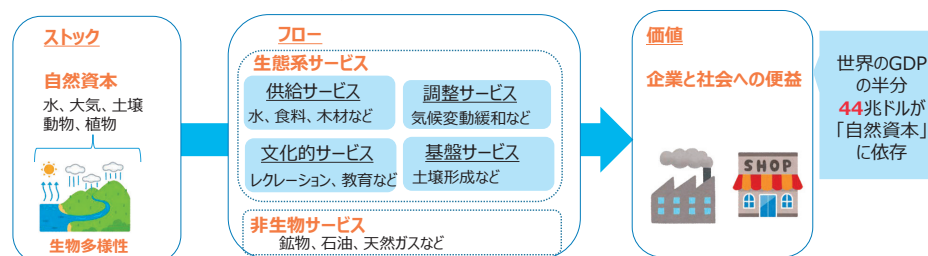 ストック
自然資本
水、大気、土壌
動物、植物
生物多様性
フロー
生態系サービス
供給サービス
水、食料、木材など
調整サービス
気候変動緩和など
文化的サービス
レクレーション、教育など
基盤サービス
土壌形成など
非生物サービス
鉱物、石油、天然ガスなど
価値
企業と社会への便益
SHOP
世界のGDP
の半分
44兆ドルが
「自然資本」
に依存